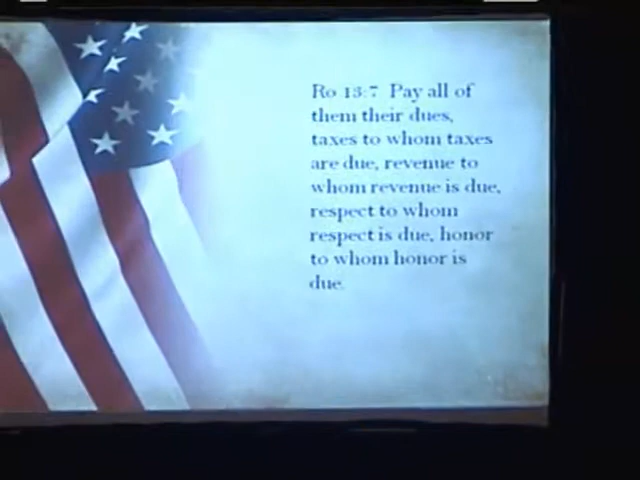 Ro 13:7 Pay all of
them their dues,
taxes to whom taxes
are due, revenue to
whom revenue is due,
respect to whom
respect is due, honor
to whom honor is
due.